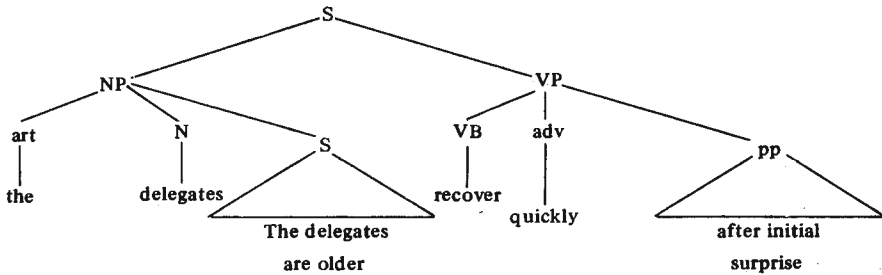 S
NP VP
art N S VB adv pp
the delegates recover quickly
The delegates after initial
are older surprise